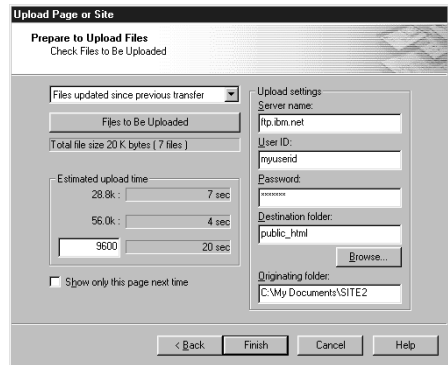 Upload Page or Site
Prepare to Upload Files
Check Files to Be Uploaded
Files updated since previous transfer
Files to Be Uploaded
Total file size 20 K bytes ( 7 files )
Estimated upload time
28.8k : 7 sec
56.0k : 4 sec
9600 20 sec
Show only this page next time
Upload settings
Server name:
ftp.ibm.net
User ID:
myuserid
Password:
*******
Destination folder:
public_html
Browse...
Originating folder:
C:\My Documents\SITE2
< Back
Finish
Cancel
Help